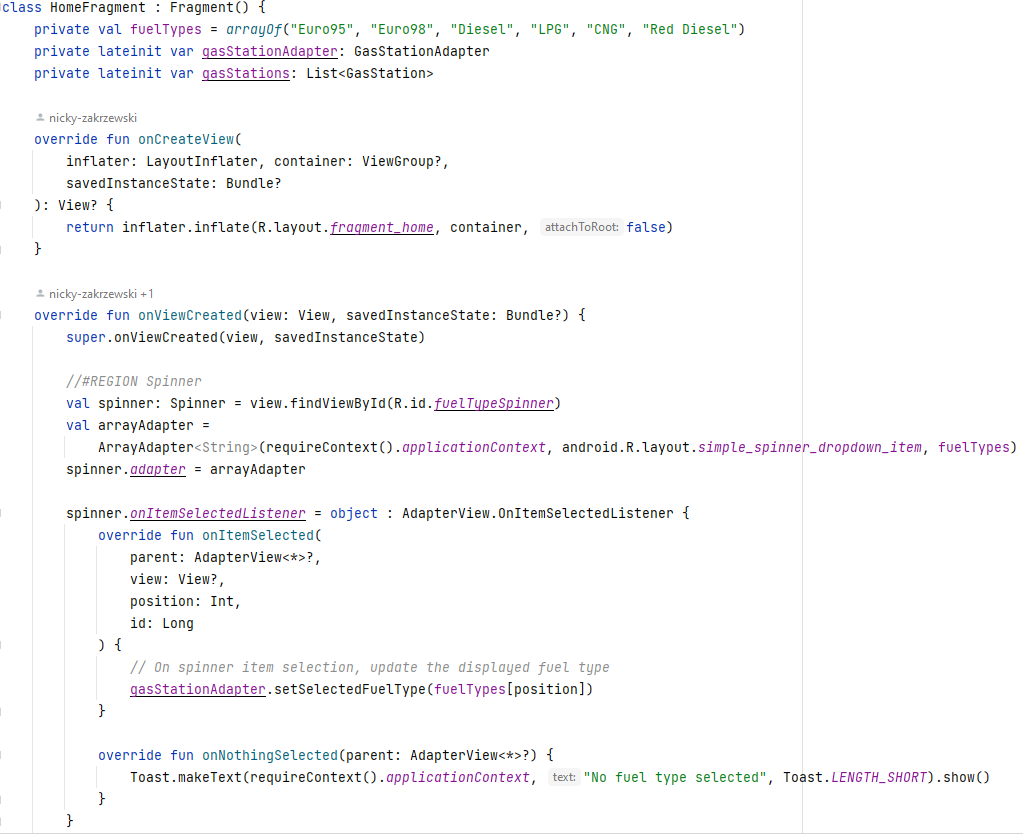 class HomeFragment : Fragment() {
    private val fuelTypes = arrayOf("Euro95", "Euro98", "Diesel", "LPG", "CNG", "Red Diesel")
    private lateinit var gasStationAdapter: GasStationAdapter
    private lateinit var gasStations: List<GasStation>

    nicky-zakrzewski
    override fun onCreateView(
        inflater: LayoutInflater, container: ViewGroup?,
        savedInstanceState: Bundle?
    ): View? {
        return inflater.inflate(R.layout.fragment_home, container, attachToRoot: false)
    }

    nicky-zakrzewski +1
    override fun onViewCreated(view: View, savedInstanceState: Bundle?) {
        super.onViewCreated(view, savedInstanceState)

        //#REGION Spinner
        val spinner: Spinner = view.findViewById(R.id.fuelTypeSpinner)
        val arrayAdapter =
            ArrayAdapter<String>(requireContext().applicationContext, android.R.layout.simple_spinner_dropdown_item, fuelTypes)
        spinner.adapter = arrayAdapter

        spinner.onItemSelectedListener = object : AdapterView.OnItemSelectedListener {
            override fun onItemSelected(
                parent: AdapterView<*>?,
                view: View?,
                position: Int,
                id: Long
            ) {
                // On spinner item selection, update the displayed fuel type
                gasStationAdapter.setSelectedFuelType(fuelTypes[position])
            }

            override fun onNothingSelected(parent: AdapterView<*>?) {
                Toast.makeText(requireContext().applicationContext, text: "No fuel type selected", Toast.LENGTH_SHORT).show()
            }
        }